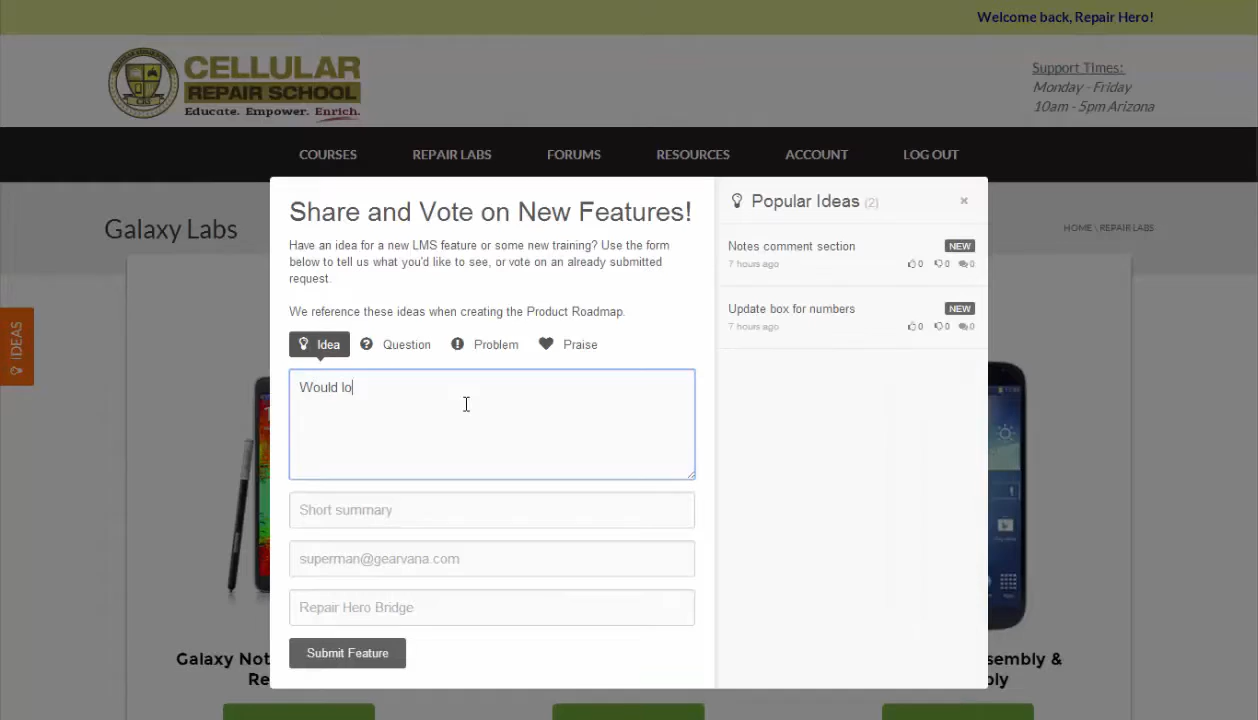 Welcome back, Repair Hero!
CELLULAR
REPAIR SCHOOL
Educate. Empower. Enrich.
Support Times:
Monday - Friday
10am - 5pm Arizona
COURSES REPAIR LABS FORUMS RESOURCES ACCOUNT LOG OUT
Galaxy Labs
HOME \ REPAIR LABS
IDEAS
Share and Vote on New Features!
Have an idea for a new LMS feature or some new training? Use the form
below to tell us what you'd like to see, or vote on an already submitted
request.
We reference these ideas when creating the Product Roadmap.
Idea Question Problem Praise
Would lo
Short summary
superman@gearvana.com
Repair Hero Bridge
Submit Feature
Popular Ideas (2) ×
Notes comment section NEW
7 hours ago 0 0 0
Update box for numbers NEW
7 hours ago 0 0 0
Galaxy Not
Re
sembly &
bly